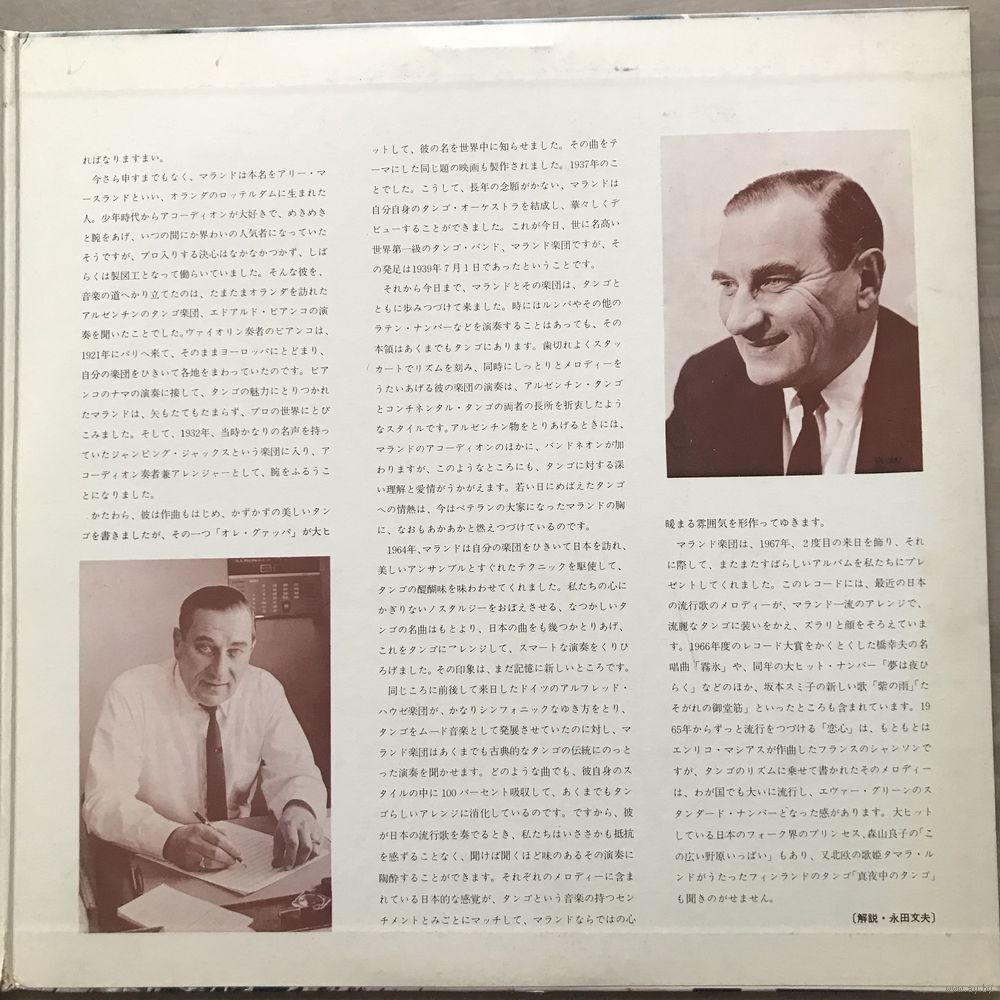 ればなりますまい。
今さら申すまでもなく、マランドは本名をアリー・マ
ースランドといい、オランダのロッテルダムに生まれた
人。少年時代からアコーディオンが大好きで、めきめき
と腕をあげ、いつの間にか界わいの人気者になっていた
そうですが、プロ入りする決心はなかなかつかず、しば
らくは製図工となって働らいていました。そんな彼を、
音楽の道へかり立てたのは、たまたまオランダを訪れた
アルゼンチンのタンゴ楽団、エドアルド・ビアンコの演
奏を聞いたことでした。ヴァイオリン奏者のビアンコは、
1921年にパリへ来て、そのままヨーロッパにとどまり、
自分の楽団をひきいて各地をまわっていたのです。ビア
ンコのナマの演奏に接して、タンゴの魅力にとりつかれ
たマランドは、矢もたてもたまらず、プロの世界にとび
こみました。そして、1932年、当時かなりの名声を持っ
ていたジャンピング・ジャックスという楽団に入り、ア
コーディオン奏者兼アレンジャーとして、腕をふるうこ
とになりました。
かたわら、彼は作曲もはじめ、かずかずの美しいタン
ゴを書きましたが、その一つ「オレ・グァッパ」が大ヒ
ットして、彼の名を世界中に知らせました。その曲をテ
ーマにした同じ題の映画も製作されました。1937年のこ
とでした。こうして、長年の念願がかない、マランドは
自分自身のタンゴ・オーケストラを結成し、華々しくデ
ビューすることができました。これが今日、世に名高い
世界第一級のタンゴ・バンド、マランド楽団ですが、そ
の発足は1939年7月1日であったということです。
それから今日まで、マランドとその楽団は、タンゴと
ともに歩みつづけて来ました。時にはルンバやその他の
ラテン・ナンバーなどを演奏することはあっても、その
本領はあくまでもタンゴにあります。歯切れよくスタッ
カートでリズムを刻み、同時にしっとりとメロディーを
うたいあげる彼の楽団の演奏は、アルゼンチン・タンゴ
とコンチネンタル・タンゴの両者の長所を折衷したよう
なスタイルです。アルゼンチン物をとりあげるときには、
マランドのアコーディオンのほかに、バンドネオンが加
わりますが、このようなところにも、タンゴに対する深
い理解と愛情がうかがえます。若い日にめばえたタンゴ
への情熱は、今はベテランの大家になったマランドの胸
に、なおもあかあかと燃えつづけているのです。
1964年、マランドは自分の楽団をひきいて日本を訪れ、
美しいアンサンブルとすぐれたテクニックを駆使して、
タンゴの醍醐味を味わわせてくれました。私たちの心に
かぎりないノスタルジーをおぼえさせる、なつかしいタ
ンゴの名曲はもとより、日本の曲をも幾つかとりあげ、
これをタンゴにアレンジして、スマートな演奏をくりひ
ろげました。その印象は、まだ記憶に新しいところです。
同じころに前後して来日したドイツのアルフレッド・
ハウゼ楽団が、かなりシンフォニックなゆき方をとり、
タンゴをムード音楽として発展させていたのに対し、マ
ランド楽団はあくまでも古典的なタンゴの伝統にのっと
った演奏を聞かせます。どのような曲でも、彼自身のス
タイルの中に100パーセント吸収して、あくまでもタン
ゴらしいアレンジに消化しているのです。ですから、彼
が日本の流行歌を奏でるとき、私たちはいささかも抵抗
を感ずることなく、聞けば聞くほど味のあるその演奏に
陶酔することができます。それぞれのメロディーに含ま
れている日本的な感覚が、タンゴという音楽の持つセン
チメントとみごとにマッチして、マランドならではの心
暖まる雰囲気を形作ってゆきます。
マランド楽団は、1967年、2度目の来日を飾り、それ
に際して、またまたすばらしいアルバムを私たちにプレ
ゼントしてくれました。このレコードには、最近の日本
の流行歌のメロディーが、マランド一流のアレンジで、
流麗なタンゴに装いをかえ、ズラリと顔をそろえていま
す。1966年度のレコード大賞をかくとくした橋幸夫の名
唱曲「霧氷」や、同年の大ヒット・ナンバー「夢は夜ひ
らく」などのほか、坂本スミ子の新しい歌「紫の雨」「た
そがれの御堂筋」といったところも含まれています。19
65年からずっと流行をつづける「恋心」は、もともとは
エンリコ・マシアスが作曲したフランスのシャンソンで
すが、タンゴのリズムに乗せて書かれたそのメロディー
は、わが国でも大いに流行し、エヴァー・グリーンのス
タンダード・ナンバーとなった感があります。大ヒット
している日本のフォーク界のプリンセス、森山良子の「こ
の広い野原いっぱい」もあり、又北欧の歌姫タマラ・ル
ンドがうたったフィンランドのタンゴ「真夜中のタンゴ」
も聞きのがせません。
〔解説・永田文夫〕